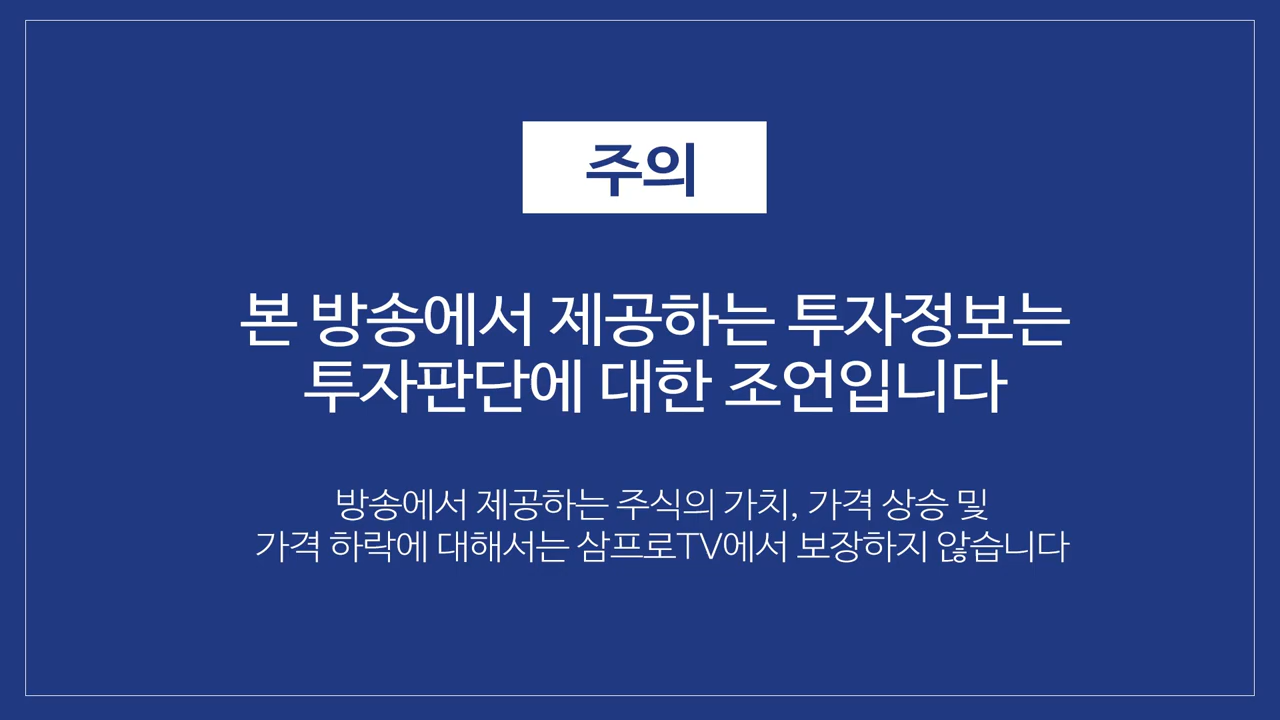 주의
본 방송에서 제공하는 투자정보는
투자판단에 대한 조언입니다
방송에서 제공하는 주식의 가치, 가격 상승 및
가격 하락에 대해서는 삼프로TV에서 보장하지 않습니다